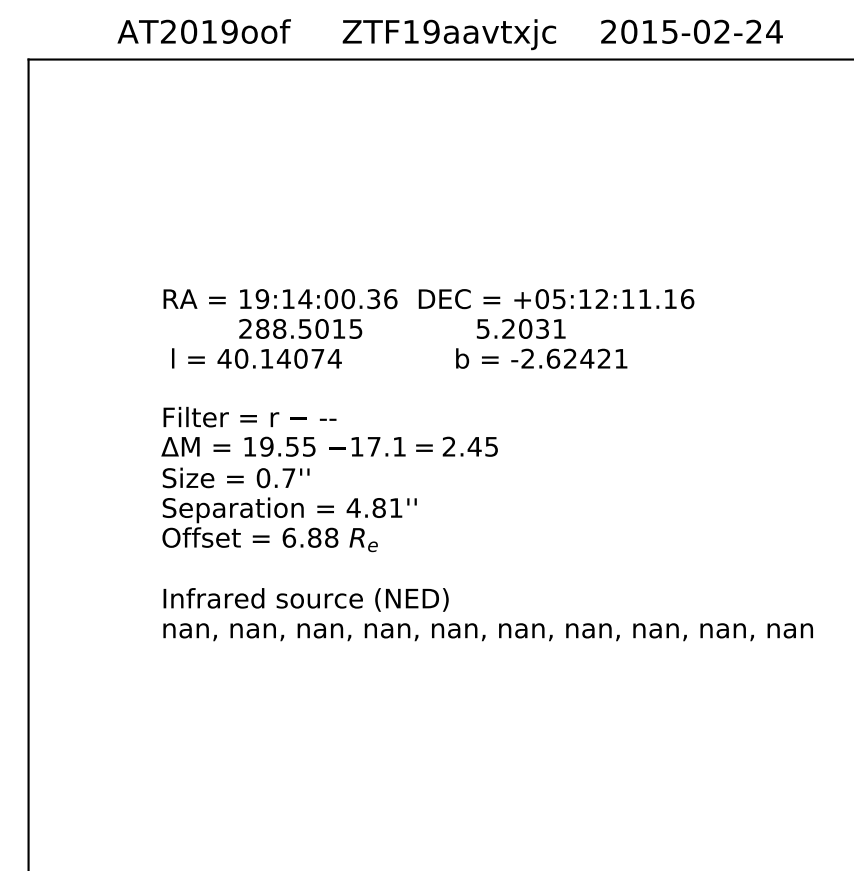 AT2019oof ZTF19aavtxjc 2015-02-24
RA = 19:14:00.36 DEC = +05:12:11.16
288.5015 5.2031
l = 40.14074 b = -2.62421
Filter = r − --
ΔM = 19.55 −17.1 = 2.45
Size = 0.7''
Separation = 4.81''
Offset = 6.88 Rₑ
Infrared source (NED)
nan, nan, nan, nan, nan, nan, nan, nan, nan, nan